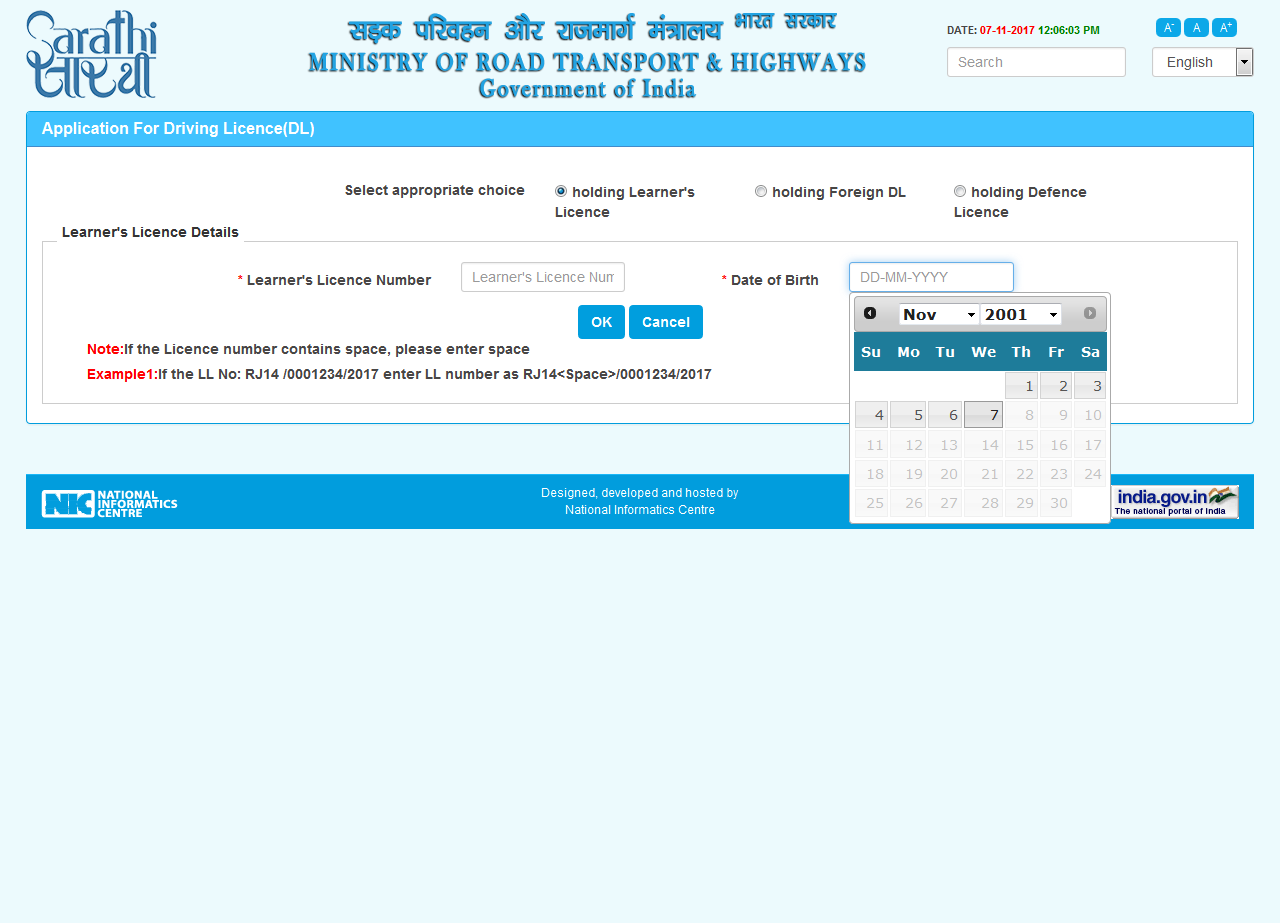 Sarathi
सारथी
सड़क परिवहन और राजमार्ग मंत्रालय भारत सरकार
MINISTRY OF ROAD TRANSPORT & HIGHWAYS
Government of India
DATE: 07-11-2017 12:06:03 PM
A- A A+
Search
English
Application For Driving Licence(DL)
Select appropriate choice
holding Learner's Licence
holding Foreign DL
holding Defence Licence
Learner's Licence Details
* Learner's Licence Number
Learner's Licence Num
* Date of Birth
DD-MM-YYYY
OK Cancel
Note:If the Licence number contains space, please enter space
Example1:If the LL No: RJ14 /0001234/2017 enter LL number as RJ14<Space>/0001234/2017
Nov 2001
Su Mo Tu We Th Fr Sa
1 2 3
4 5 6 7 8 9 10
11 12 13 14 15 16 17
18 19 20 21 22 23 24
25 26 27 28 29 30
NIC NATIONAL INFORMATICS CENTRE
Designed, developed and hosted by
National Informatics Centre
india.gov.in
The national portal of India